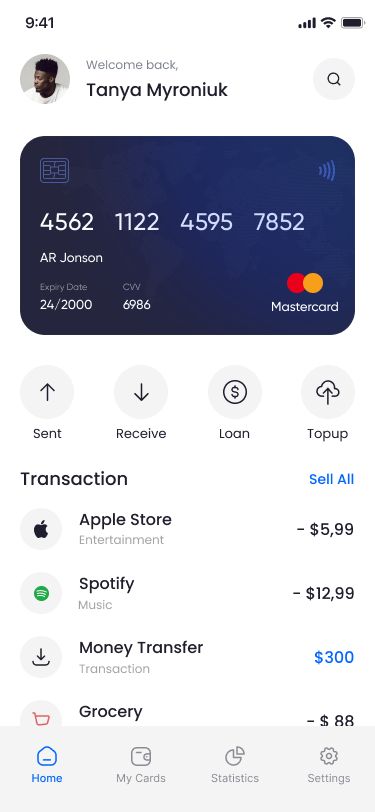 9:41
Welcome back,
Tanya Myroniuk
4562 1122 4595 7852
AR Jonson
Expiry Date CVV
24/2000 6986
Mastercard
Sent Receive Loan Topup
Transaction Sell All
Apple Store
Entertainment
- $5,99
Spotify
Music
- $12,99
Money Transfer
Transaction
$300
Grocery
- $ 88
Home My Cards Statistics Settings